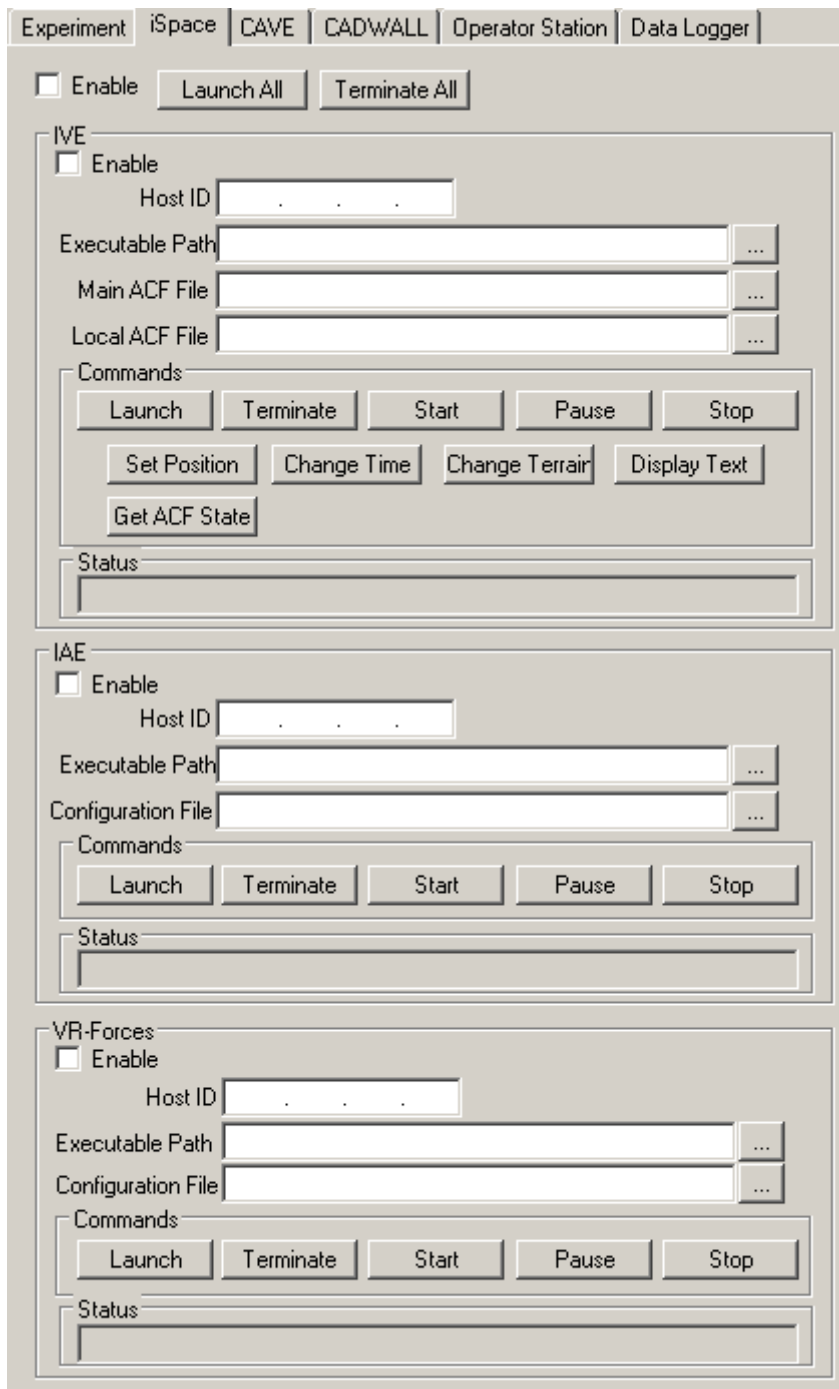 Experiment iSpace CAVE CADWALL Operator Station Data Logger
Enable Launch All Terminate All
IVE
Enable
Host ID . . .
Executable Path ...
Main ACF File ...
Local ACF File ...
Commands
Launch Terminate Start Pause Stop
Set Position Change Time Change Terrain Display Text
Get ACF State
Status
IAE
Enable
Host ID . . .
Executable Path ...
Configuration File ...
Commands
Launch Terminate Start Pause Stop
Status
VR-Forces
Enable
Host ID . . .
Executable Path ...
Configuration File ...
Commands
Launch Terminate Start Pause Stop
Status